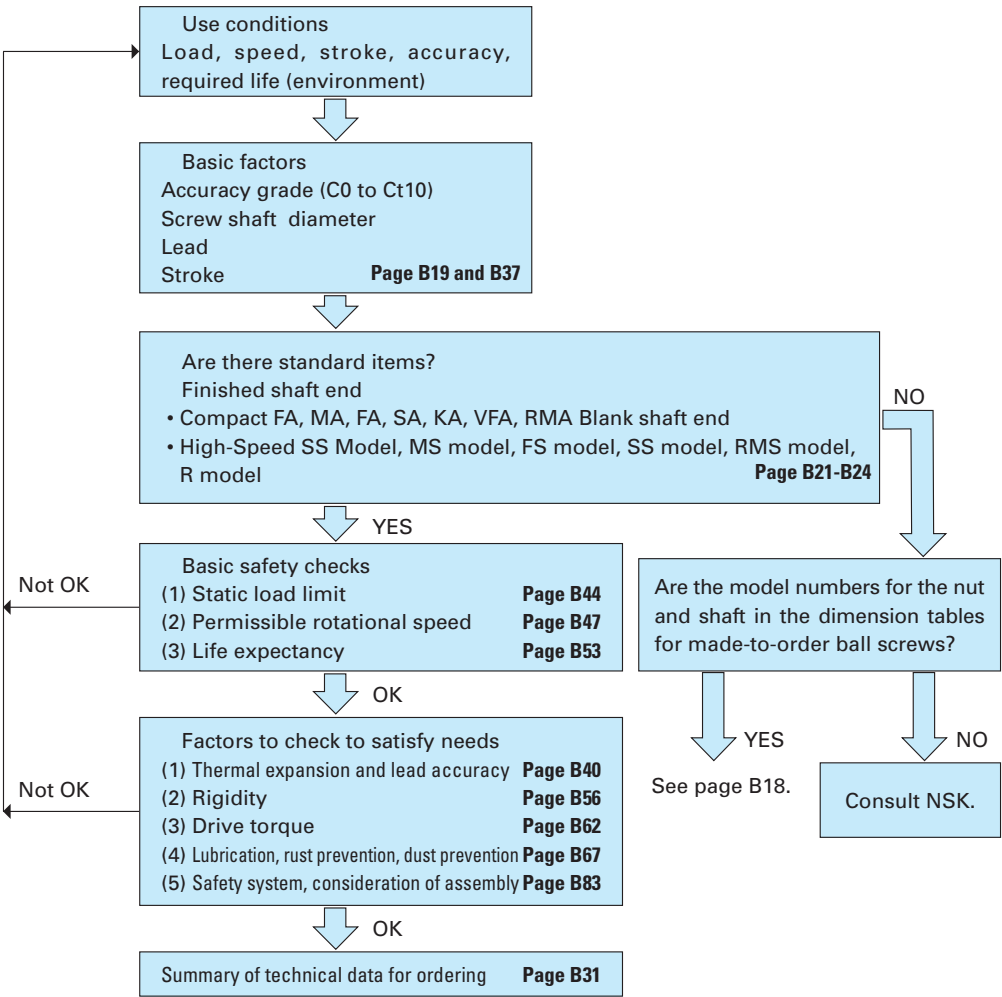 Use conditions
Load, speed, stroke, accuracy,
required life (environment)
Basic factors
Accuracy grade (C0 to Ct10)
Screw shaft diameter
Lead
Stroke Page B19 and B37
Are there standard items?
Finished shaft end
• Compact FA, MA, FA, SA, KA, VFA, RMA Blank shaft end
• High-Speed SS Model, MS model, FS model, SS model, RMS model,
R model Page B21-B24
NO
YES
Basic safety checks
(1) Static load limit Page B44
(2) Permissible rotational speed Page B47
(3) Life expectancy Page B53
Not OK
OK
Are the model numbers for the nut
and shaft in the dimension tables
for made-to-order ball screws?
YES
See page B18.
NO
Consult NSK.
Factors to check to satisfy needs
(1) Thermal expansion and lead accuracy Page B40
(2) Rigidity Page B56
(3) Drive torque Page B62
(4) Lubrication, rust prevention, dust prevention Page B67
(5) Safety system, consideration of assembly Page B83
Not OK
OK
Summary of technical data for ordering Page B31